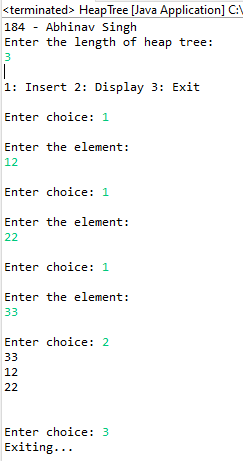 <terminated> HeapTree [Java Application] C:\
184 - Abhinav Singh
Enter the length of heap tree:
3
1: Insert 2: Display 3: Exit
Enter choice: 1
Enter the element:
12
Enter choice: 1
Enter the element:
22
Enter choice: 1
Enter the element:
33
Enter choice: 2
33
12
22
Enter choice: 3
Exiting...